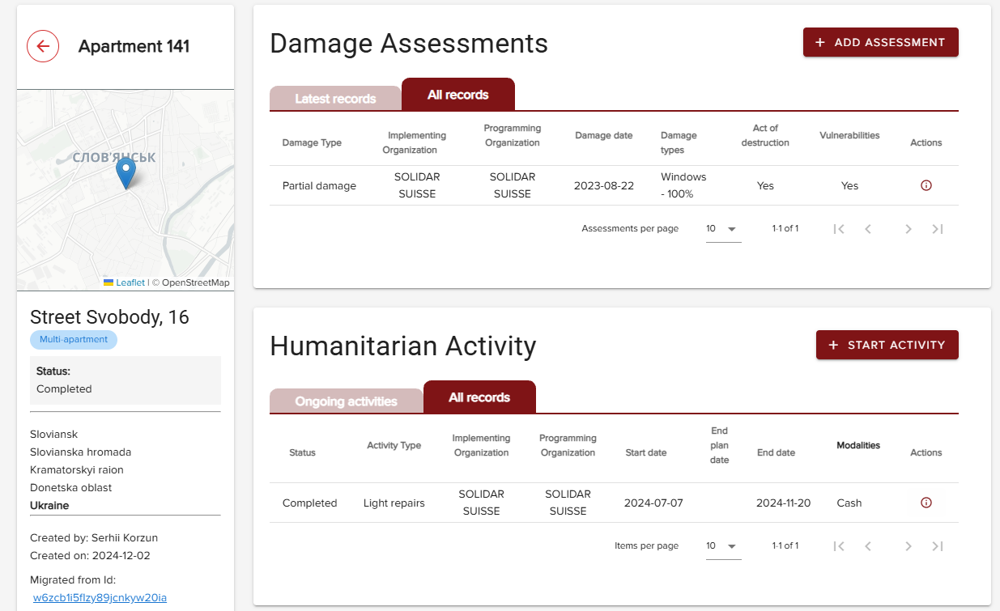 Apartment 141
СЛОВ'ЯНСЬК
Leaflet | © OpenStreetMap
Street Svobody, 16
Multi-apartment
Status:
Completed
Sloviansk
Slovianska hromada
Kramatorskyi raion
Donetska oblast
Ukraine
Created by: Serhii Korzun
Created on: 2024-12-02
Migrated from Id:
w6zcb1i5flzy89jcnkyw20ia
Damage Assessments
+ ADD ASSESSMENT
Latest records
All records
Damage Type
Implementing
Organization
Programming
Organization
Damage date
Damage
types
Act of
destruction
Vulnerabilities
Actions
Partial damage
SOLIDAR
SUISSE
SOLIDAR
SUISSE
2023-08-22
Windows
- 100%
Yes
Yes
Assessments per page
10
1-1 of 1
Humanitarian Activity
+ START ACTIVITY
Ongoing activities
All records
Status
Activity Type
Implementing
Organization
Programming
Organization
Start date
End
plan
date
End date
Modalities
Actions
Completed
Light repairs
SOLIDAR
SUISSE
SOLIDAR
SUISSE
2024-07-07
2024-11-20
Cash
Items per page
10
1-1 of 1